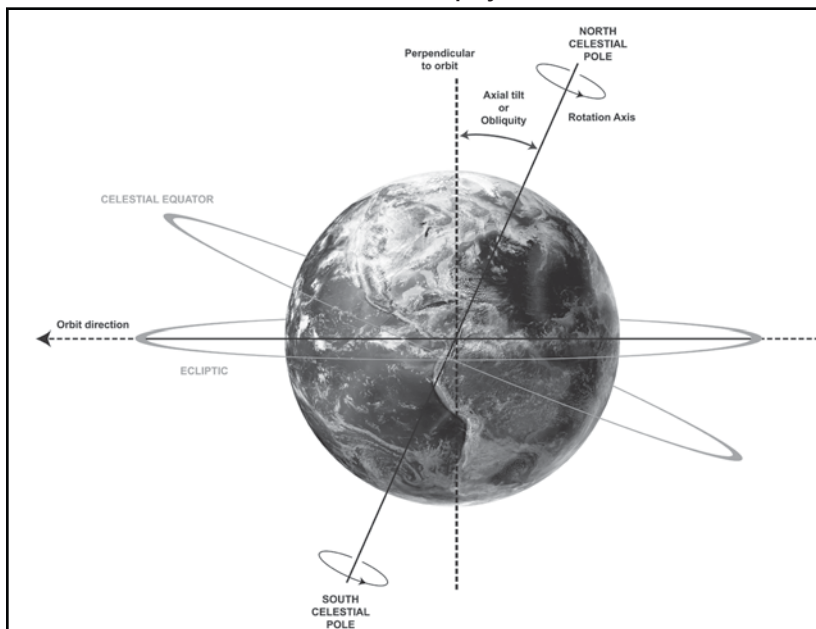 NORTH
CELESTIAL
POLE
Perpendicular
to orbit
Axial tilt
or
Obliquity
Rotation Axis
CELESTIAL EQUATOR
Orbit direction
ECLIPTIC
SOUTH
CELESTIAL
POLE